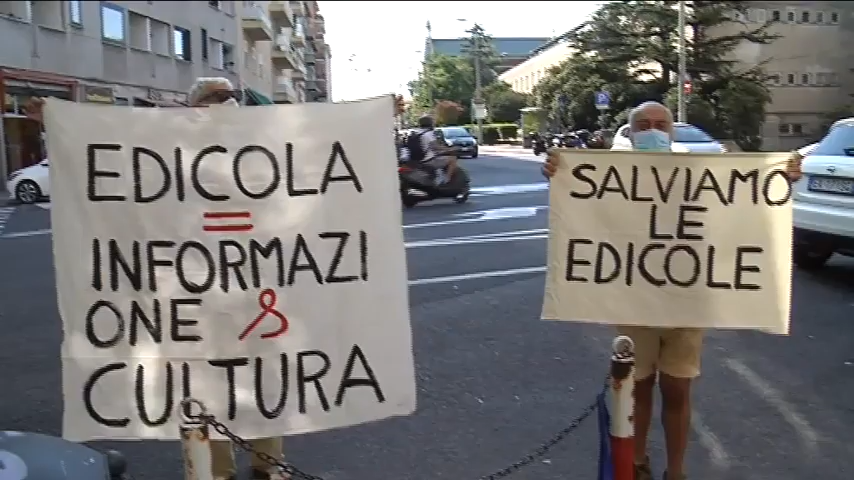 EDICOLA
=
INFORMAZI
ONE &
CULTURA
SALVIAMO
LE
EDICOLE